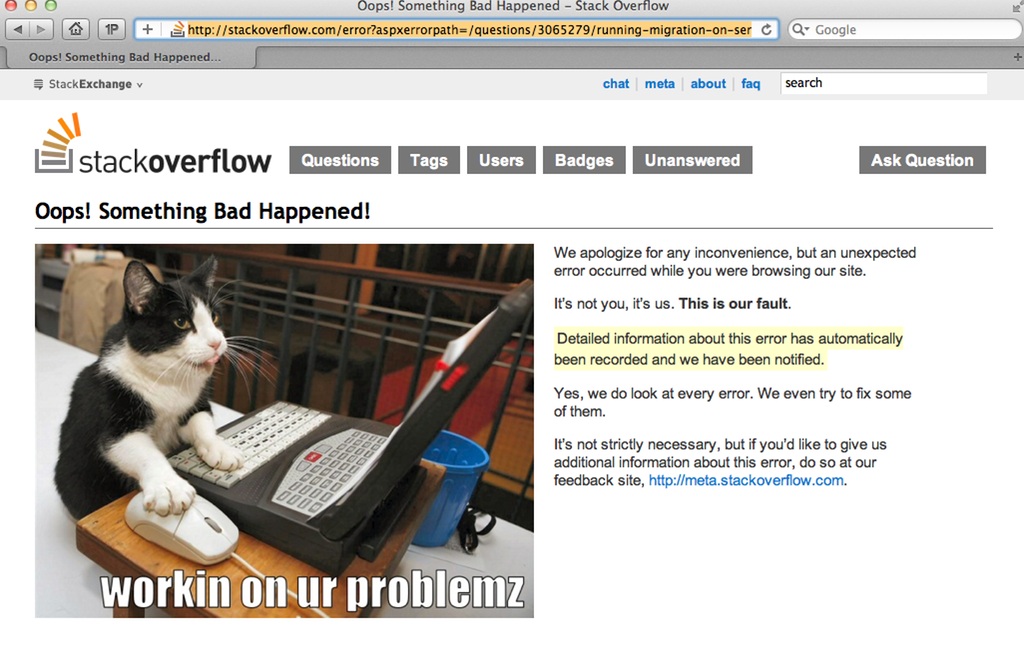 Oops! Something Bad Happened – Stack Overflow
1P
http://stackoverflow.com/error?aspxerrorpath=/questions/3065279/running-migration-on-ser
Google
Oops! Something Bad Happened...
StackExchange
chat | meta | about | faq
search
stackoverflow
Questions
Tags
Users
Badges
Unanswered
Ask Question
Oops! Something Bad Happened!
We apologize for any inconvenience, but an unexpected
error occurred while you were browsing our site.
It's not you, it's us. This is our fault.
Detailed information about this error has automatically
been recorded and we have been notified.
Yes, we do look at every error. We even try to fix some
of them.
It's not strictly necessary, but if you'd like to give us
additional information about this error, do so at our
feedback site, http://meta.stackoverflow.com.
workin on ur problemz